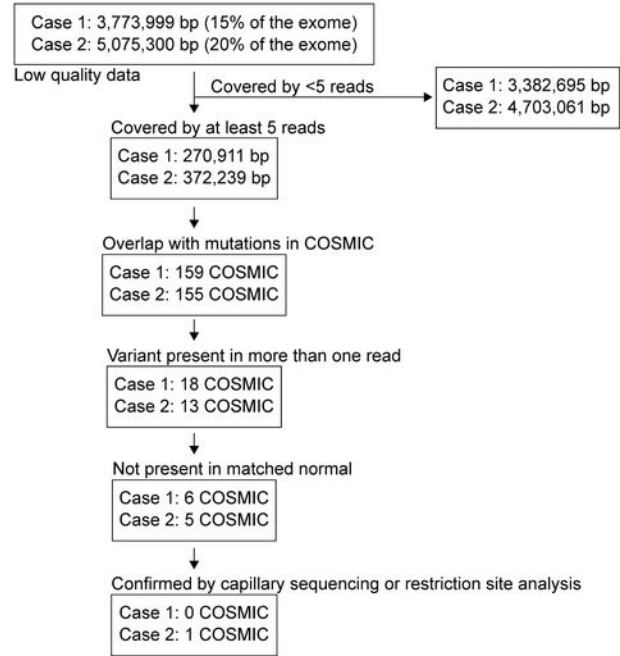 Case 1: 3,773,999 bp (15% of the exome)
Case 2: 5,075,300 bp (20% of the exome)
Low quality data
Covered by <5 reads
Case 1: 3,382,695 bp
Case 2: 4,703,061 bp
Covered by at least 5 reads
Case 1: 270,911 bp
Case 2: 372,239 bp
Overlap with mutations in COSMIC
Case 1: 159 COSMIC
Case 2: 155 COSMIC
Variant present in more than one read
Case 1: 18 COSMIC
Case 2: 13 COSMIC
Not present in matched normal
Case 1: 6 COSMIC
Case 2: 5 COSMIC
Confirmed by capillary sequencing or restriction site analysis
Case 1: 0 COSMIC
Case 2: 1 COSMIC